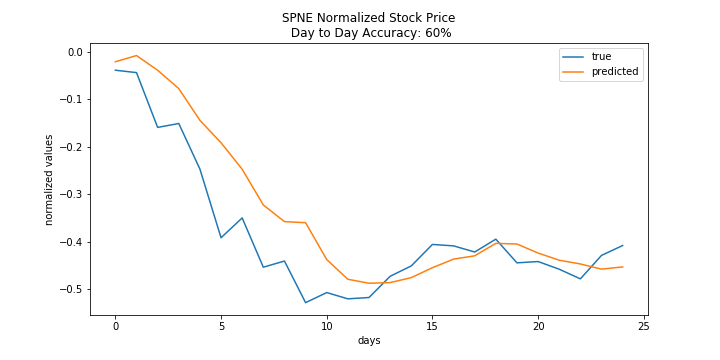 SPNE Normalized Stock Price
Day to Day Accuracy: 60%
true
predicted
normalized values
0.0
−0.1
−0.2
−0.3
−0.4
−0.5
0
5
10
15
20
25
days